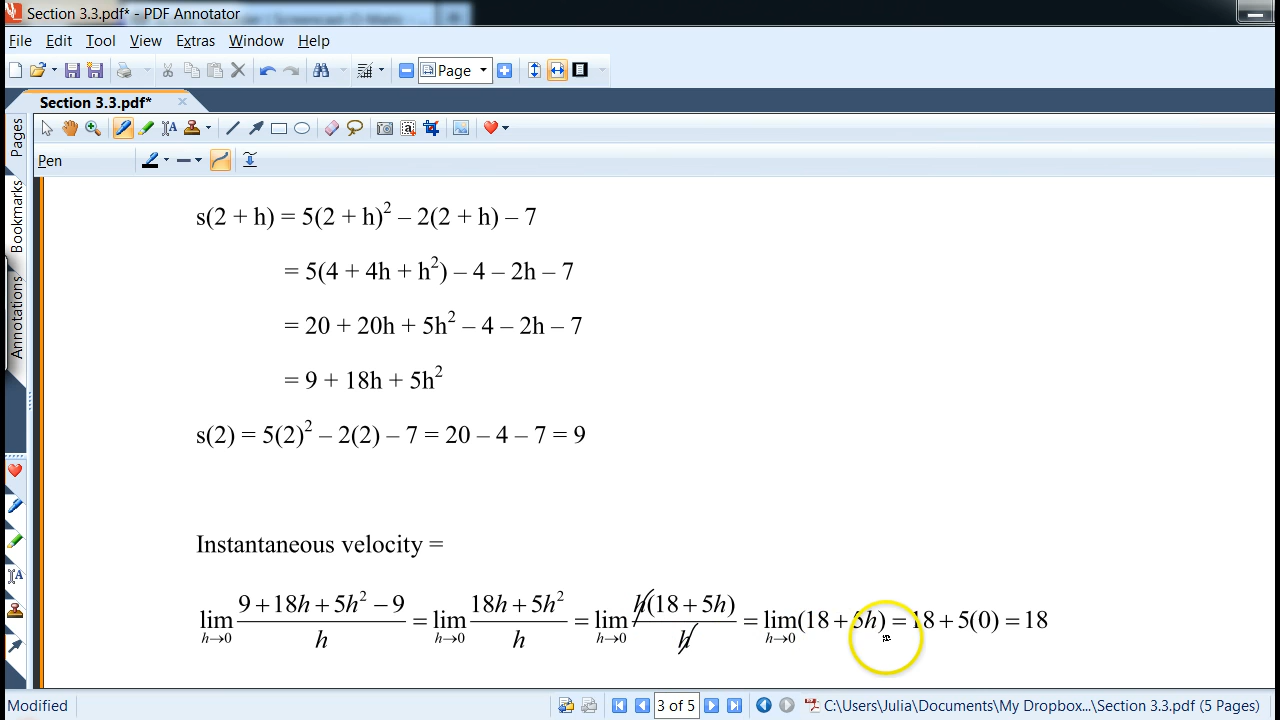 Section 3.3.pdf* - PDF Annotator
File Edit Tool View Extras Window Help
Page
Section 3.3.pdf*
Pages
Bookmarks
Annotations
Pen
s(2 + h) = 5(2 + h)² – 2(2 + h) – 7
= 5(4 + 4h + h²) – 4 – 2h – 7
= 20 + 20h + 5h² – 4 – 2h – 7
= 9 + 18h + 5h²
s(2) = 5(2)² – 2(2) – 7 = 20 – 4 – 7 = 9
Instantaneous velocity =
lim h→0 (9 + 18h + 5h² − 9)/h = lim h→0 (18h + 5h²)/h = lim h→0 h(18 + 5h)/h = lim h→0 (18 + 5h) = 18 + 5(0) = 18
Modified 3 of 5 C:\Users\Julia\Documents\My Dropbox...\Section 3.3.pdf (5 Pages)